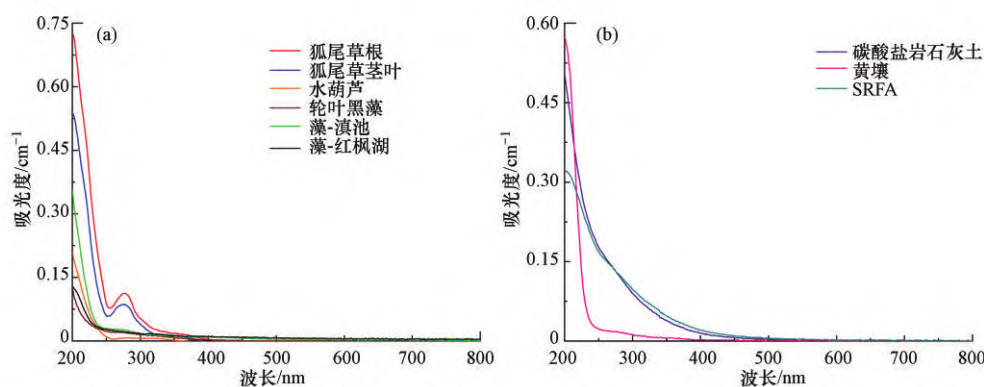 (a)
狐尾草根
狐尾草茎叶
水葫芦
轮叶黑藻
藻-滇池
藻-红枫湖
吸光度/cm⁻¹
0.75
0.60
0.45
0.30
0.15
0
200 300 400 500 600 700 800
波长/nm
(b)
碳酸盐岩石灰土
黄壤
SRFA
吸光度/cm⁻¹
0.60
0.45
0.30
0.15
0
200 300 400 500 600 700 800
波长/nm